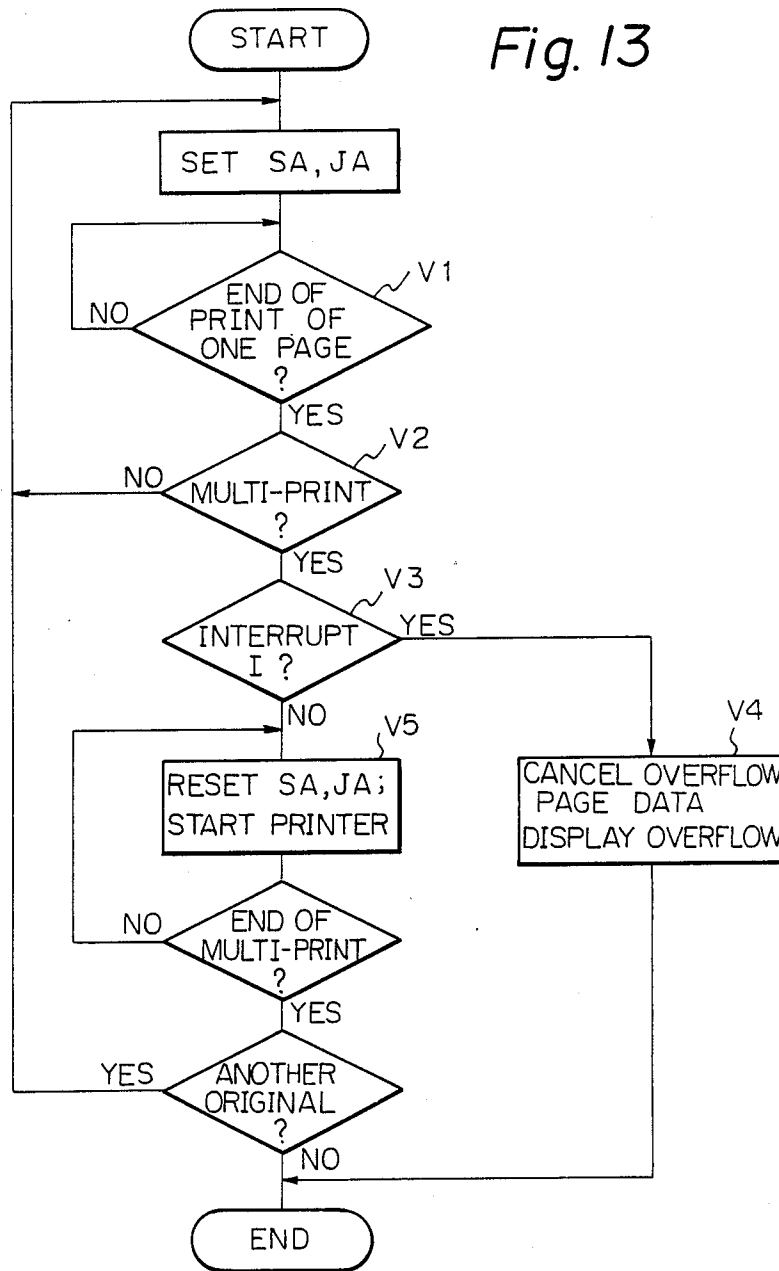 START
Fig. 13
SET SA, JA
V1
END OF
PRINT OF
ONE PAGE
?
NO
YES
V2
NO
MULTI-PRINT
?
YES
V3
INTERRUPT
I ?
YES
NO
V5
V4
RESET SA, JA;
START PRINTER
CANCEL OVERFLOW
PAGE DATA
DISPLAY OVERFLOW
NO
END OF
MULTI-PRINT
?
YES
YES
ANOTHER
ORIGINAL
?
NO
END